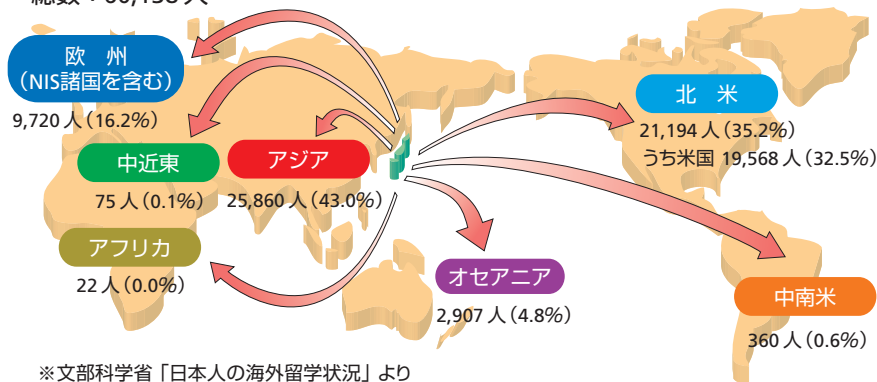 欧　州
（NIS諸国を含む）
9,720 人（16.2%）
中近東
75 人（0.1%）
アジア
25,860 人（43.0%）
アフリカ
22 人（0.0%）
オセアニア
2,907 人（4.8%）
北　米
21,194 人（35.2%）
うち米国 19,568 人（32.5%）
中南米
360 人（0.6%）
※文部科学省「日本人の海外留学状況」より